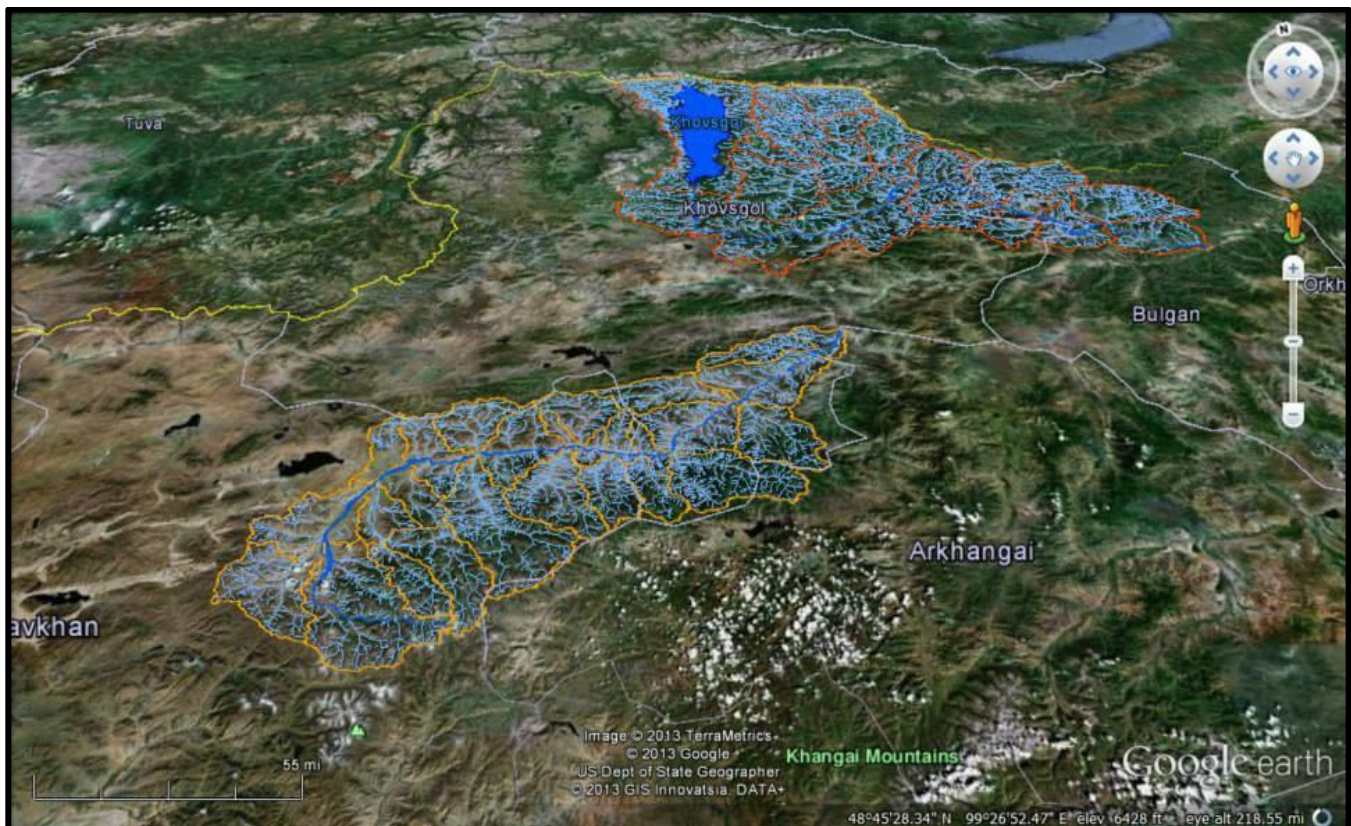 N
Tuva
Khovsgol
Khovsgol
Orkh
Bulgan
Arkhangai
avkhan
Image © 2013 TerraMetrics
© 2013 Google
US Dept of State Geographer
© 2013 GIS Innovatsia, DATA+
55 mi
Khangai Mountains
Google earth
48°45'28.34" N 99°26'52.47" E elev 6428 ft eye alt 218.55 mi